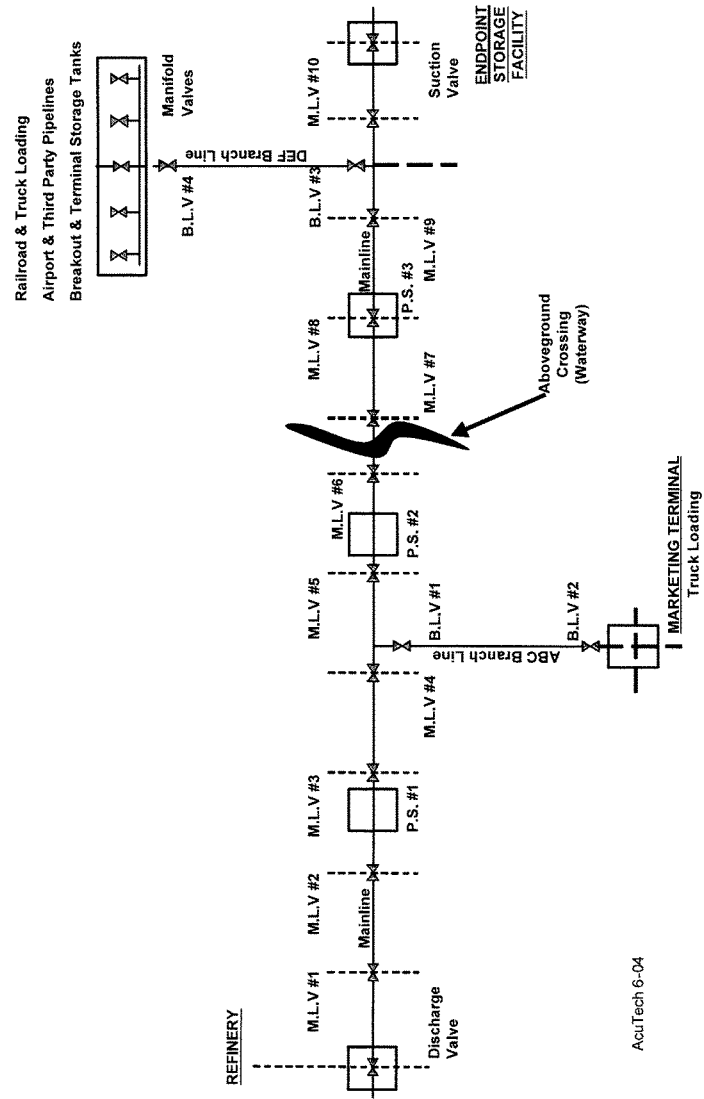 Railroad & Truck Loading
Airport & Third Party Pipelines
Breakout & Terminal Storage Tanks
Manifold
Valves
B.L.V #4
DEF Branch Line
B.L.V #3
REFINERY
M.L.V #1
M.L.V #2
M.L.V #3
M.L.V #5
M.L.V #6
M.L.V #8
M.L.V #10
Mainline
Mainline
Discharge
Valve
P.S. #1
M.L.V #4
P.S. #2
M.L.V #7
P.S. #3
M.L.V #9
Suction
Valve
ENDPOINT
STORAGE
FACILITY
B.L.V #1
ABC Branch Line
B.L.V #2
Aboveground
Crossing
(Waterway)
MARKETING TERMINAL
Truck Loading
AcuTech 6-04